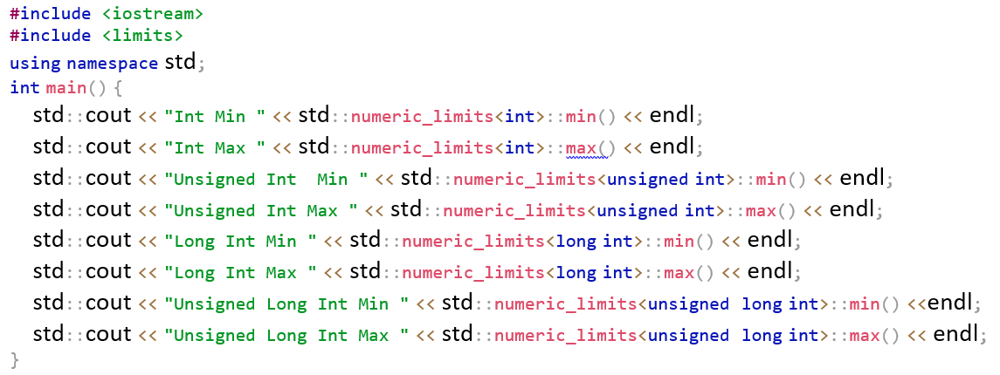 #include <iostream>
#include <limits>
using namespace std;
int main() {
std::cout << "Int Min " << std::numeric_limits<int>::min() << endl;
std::cout << "Int Max " << std::numeric_limits<int>::max() << endl;
std::cout << "Unsigned Int  Min " << std::numeric_limits<unsigned int>::min() << endl;
std::cout << "Unsigned Int Max " << std::numeric_limits<unsigned int>::max() << endl;
std::cout << "Long Int Min " << std::numeric_limits<long int>::min() << endl;
std::cout << "Long Int Max " << std::numeric_limits<long int>::max() << endl;
std::cout << "Unsigned Long Int Min " << std::numeric_limits<unsigned  long int>::min() <<endl;
std::cout << "Unsigned Long Int Max " << std::numeric_limits<unsigned  long int>::max() << endl;
}